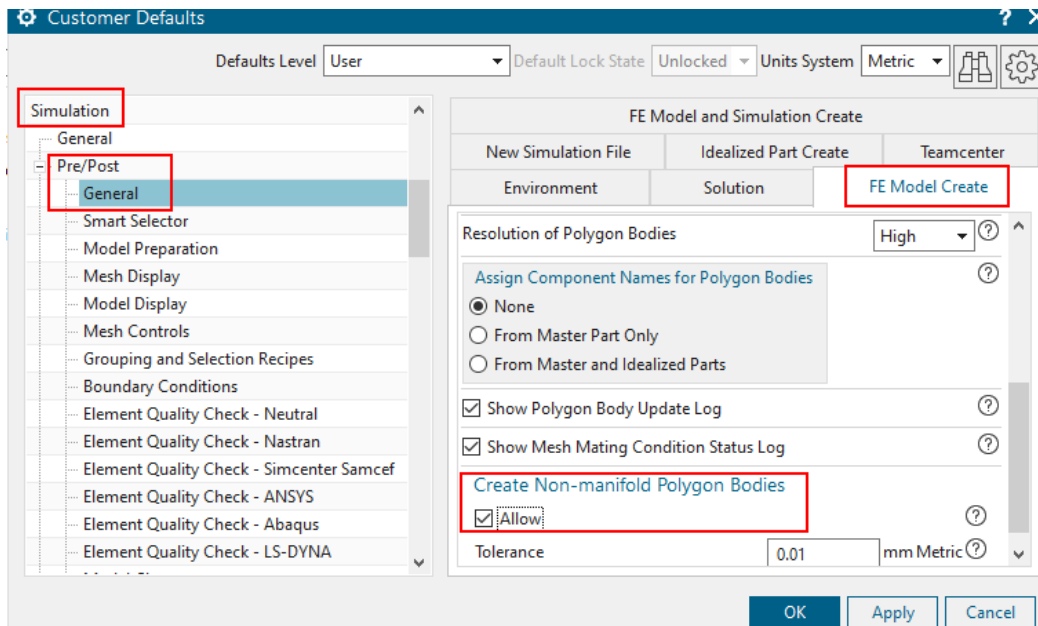 Customer Defaults
?
Defaults Level User Default Lock State Unlocked Units System Metric
Simulation
General
Pre/Post
General
Smart Selector
Model Preparation
Mesh Display
Model Display
Mesh Controls
Grouping and Selection Recipes
Boundary Conditions
Element Quality Check - Neutral
Element Quality Check - Nastran
Element Quality Check - Simcenter Samcef
Element Quality Check - ANSYS
Element Quality Check - Abaqus
Element Quality Check - LS-DYNA
FE Model and Simulation Create
New Simulation File Idealized Part Create Teamcenter
Environment Solution FE Model Create
Resolution of Polygon Bodies High ?
Assign Component Names for Polygon Bodies ?
None
From Master Part Only
From Master and Idealized Parts
Show Polygon Body Update Log ?
Show Mesh Mating Condition Status Log ?
Create Non-manifold Polygon Bodies
Allow ?
Tolerance 0.01 mm Metric ?
OK Apply Cancel